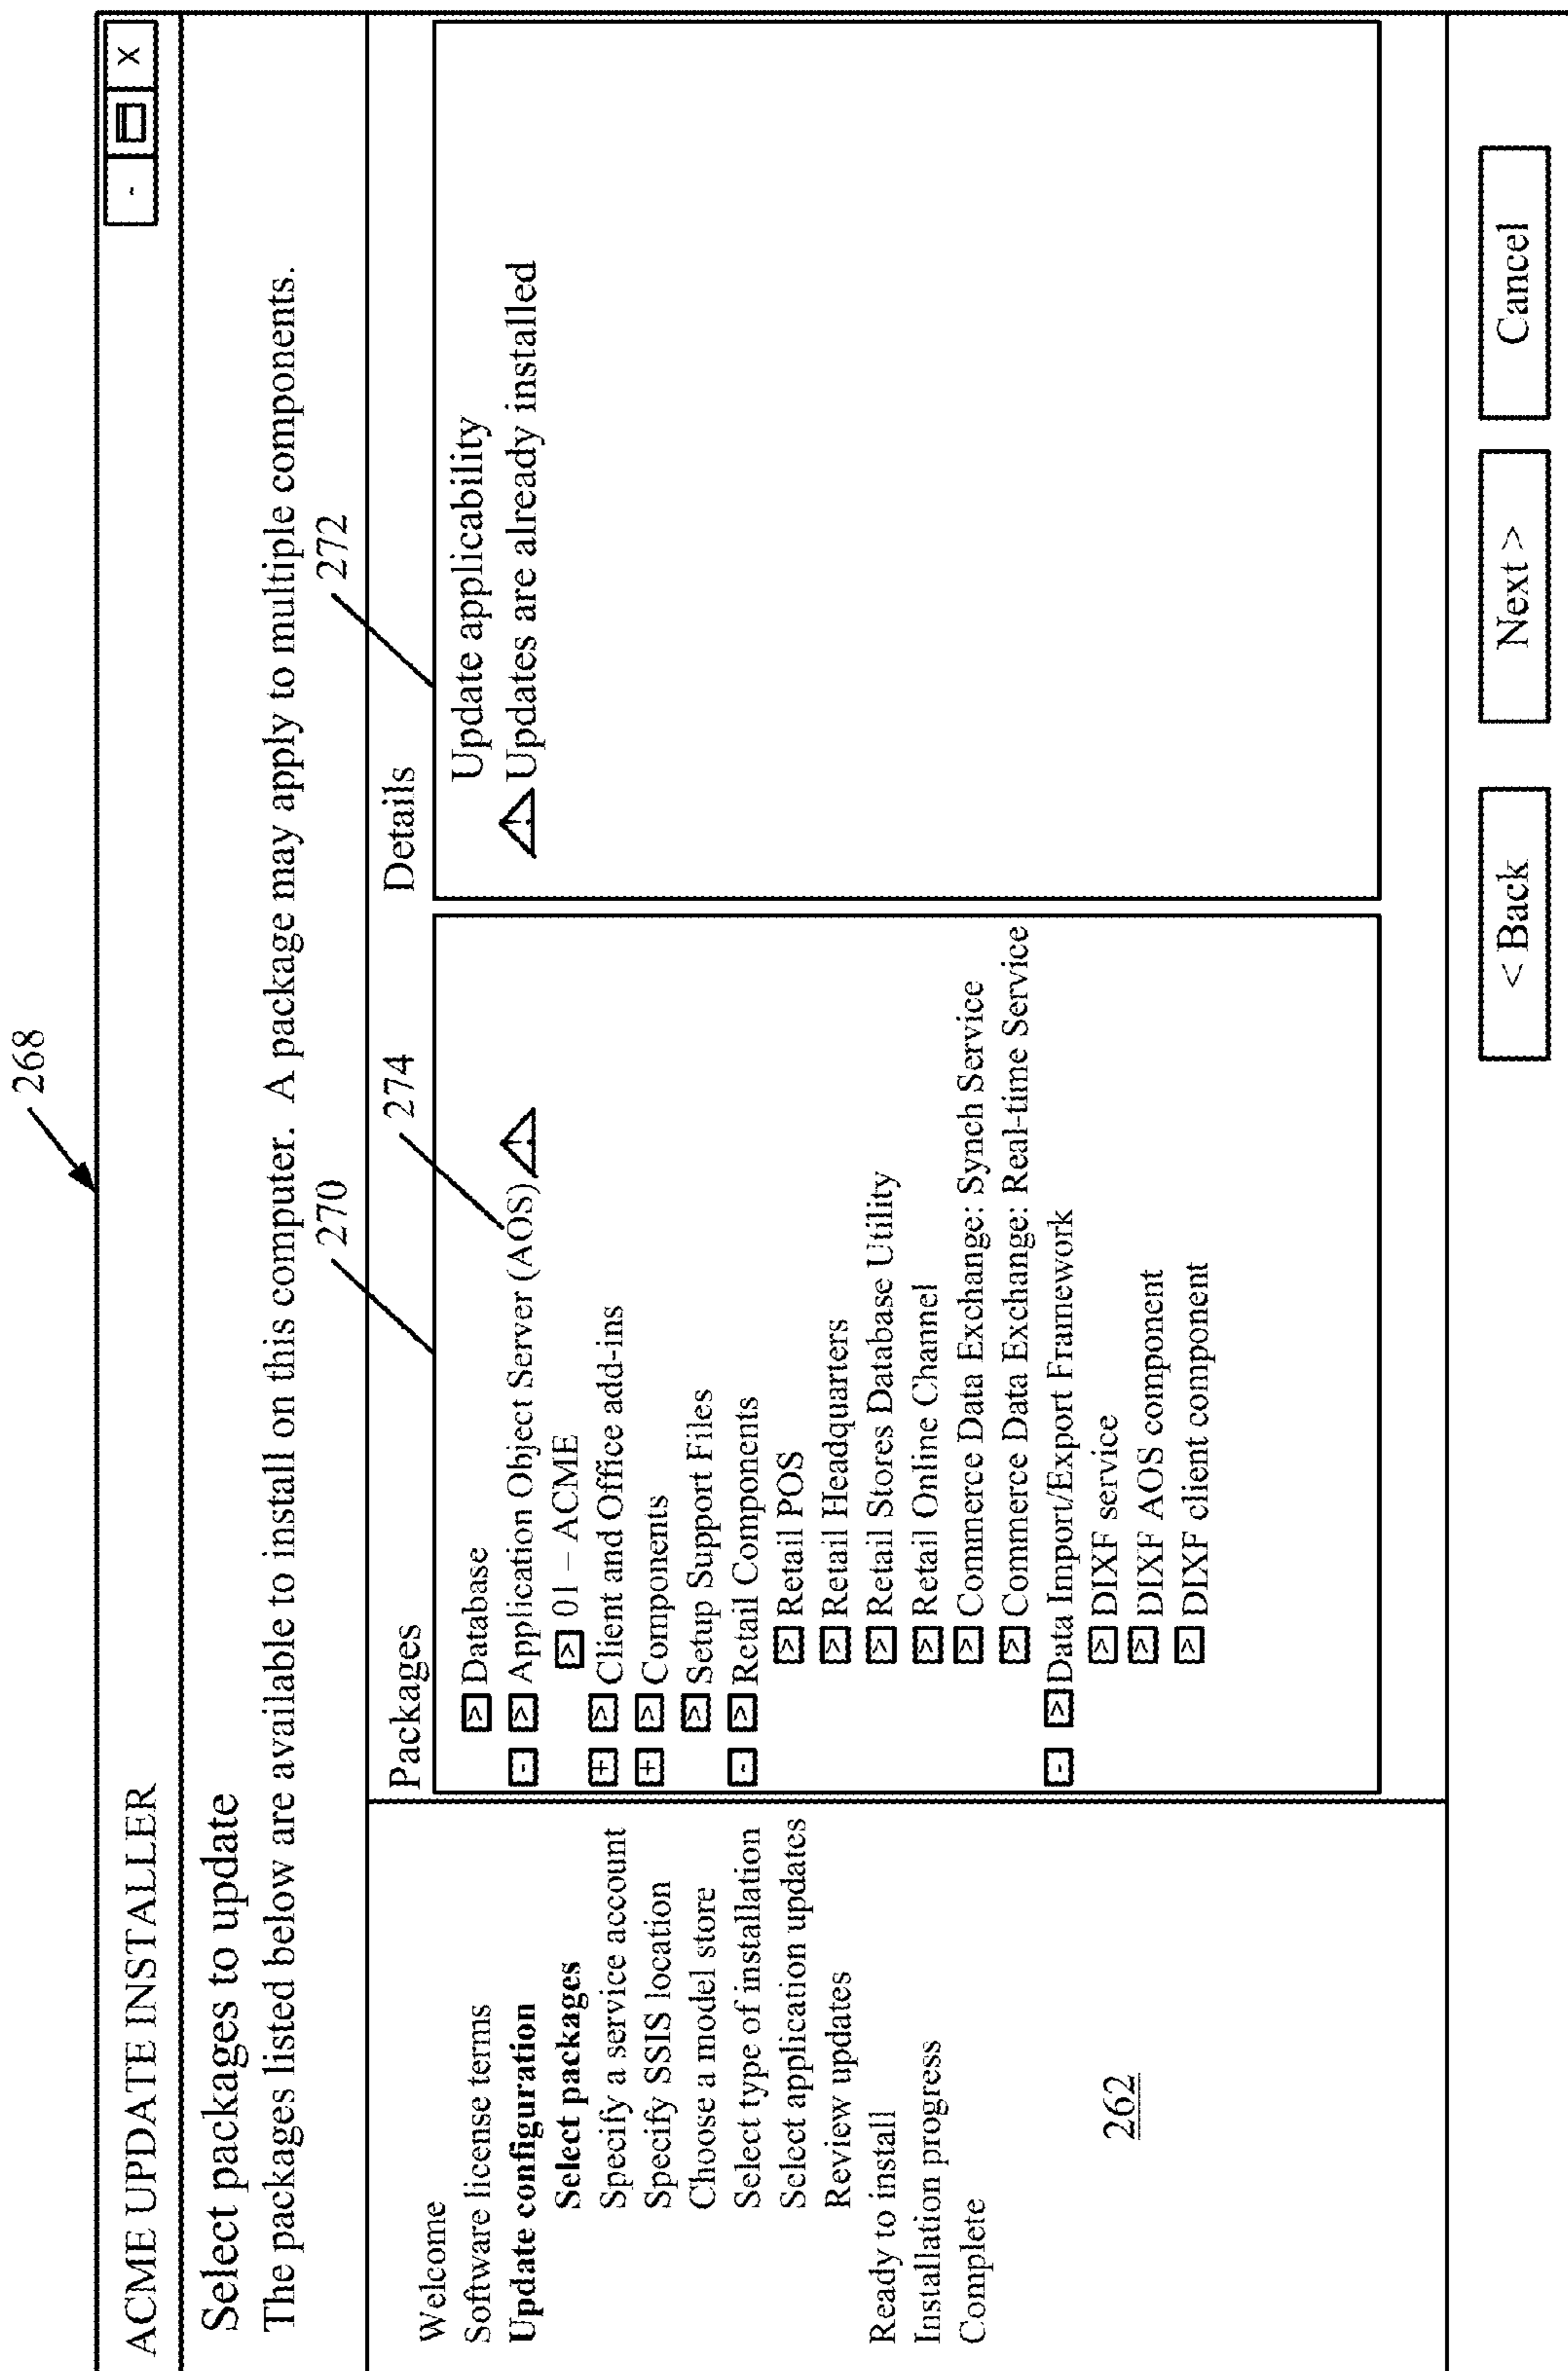 268
ACME UPDATE INSTALLER
- X
Select packages to update
The packages listed below are available to install on this computer. A package may apply to multiple components.
270
274
272
Welcome
Software license terms
Update configuration
Select packages
Specify a service account
Specify SSIS location
Choose a model store
Select type of installation
Select application updates
Review updates
Ready to install
Installation progress
Complete
262
Packages
> Database
- > Application Object Server (AOS) !
> 01 – ACME
+ > Client and Office add-ins
+ > Components
> Setup Support Files
- > Retail Components
> Retail POS
> Retail Headquarters
> Retail Stores Database Utility
> Retail Online Channel
> Commerce Data Exchange: Synch Service
> Commerce Data Exchange: Real-time Service
- > Data Import/Export Framework
> DIXF service
> DIXF AOS component
> DIXF client component
Details
Update applicability
! Updates are already installed
< Back
Next >
Cancel